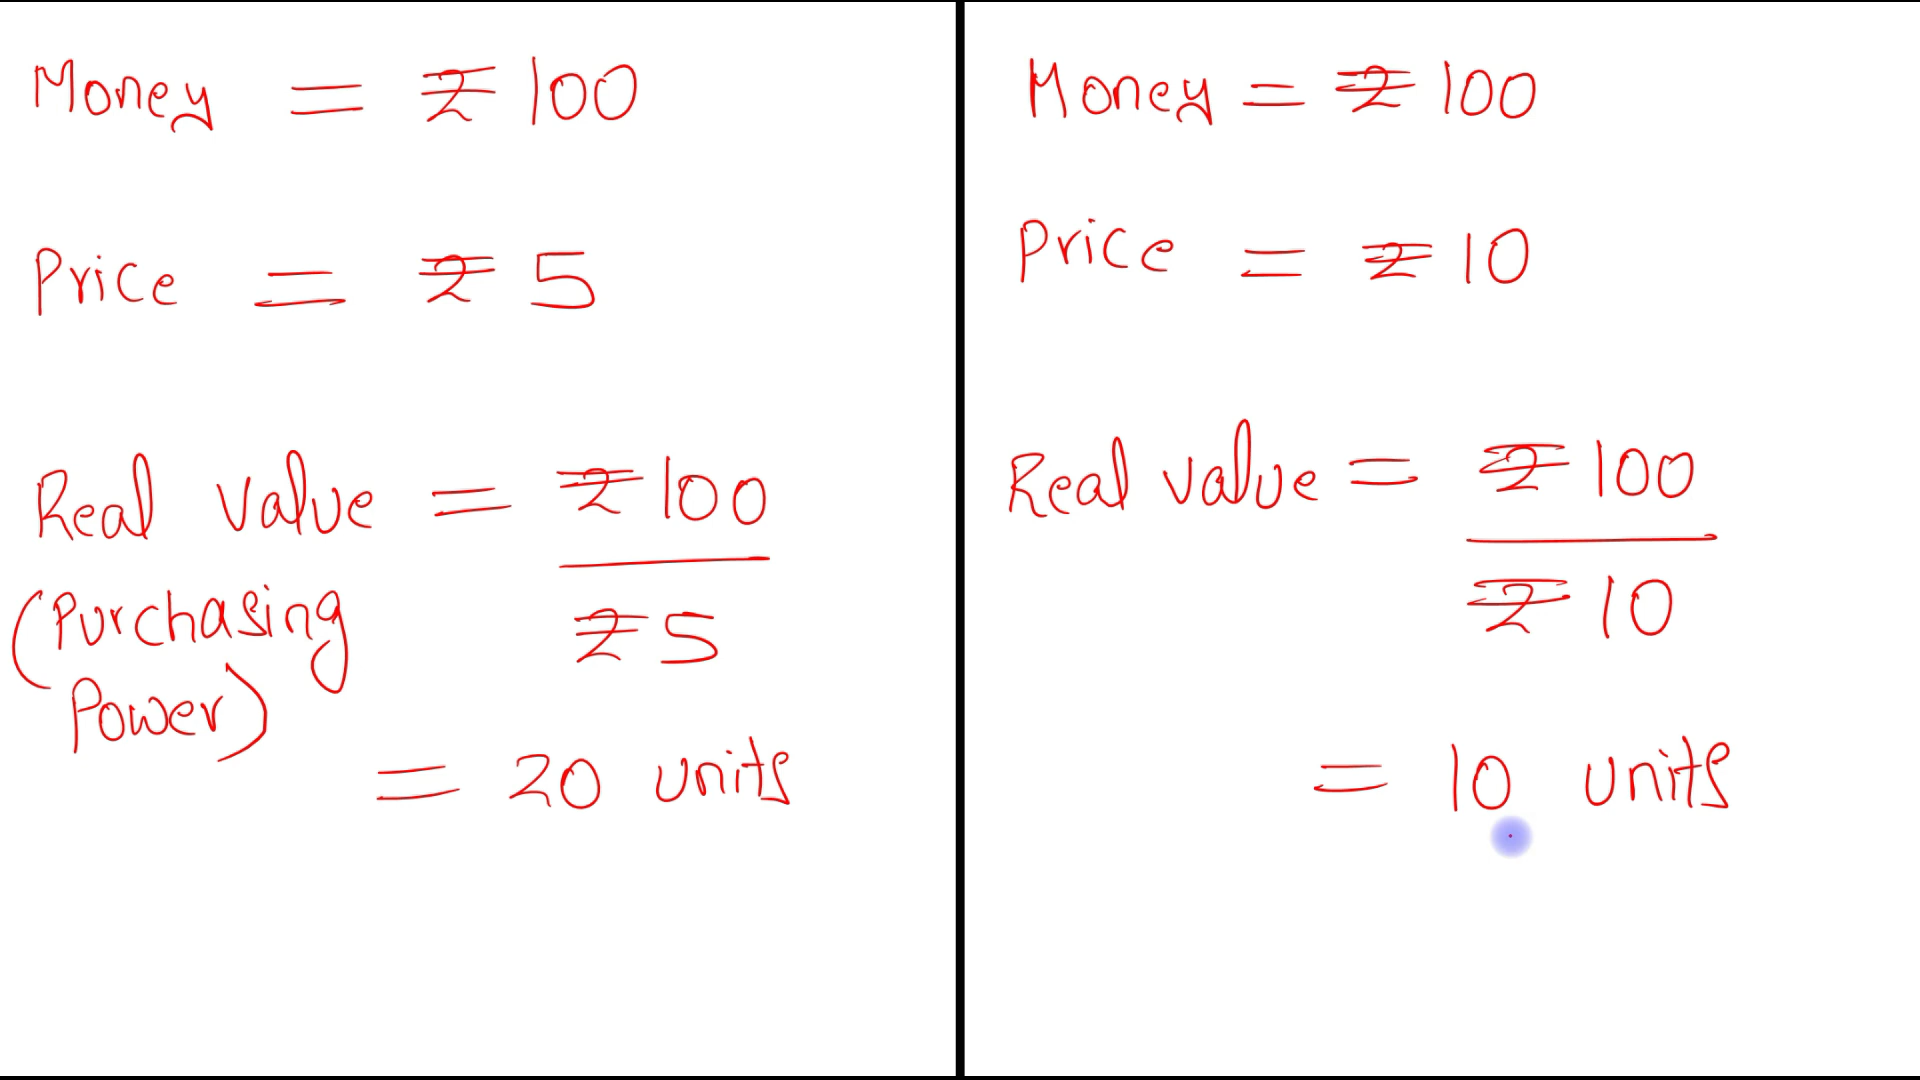 Money = ₹ 100
Price = ₹ 5
Real value = ₹ 100
₹ 5
(Purchasing
Power)
= 20 units
Money = ₹ 100
Price = ₹ 10
Real value = ₹ 100
₹ 10
= 10 units